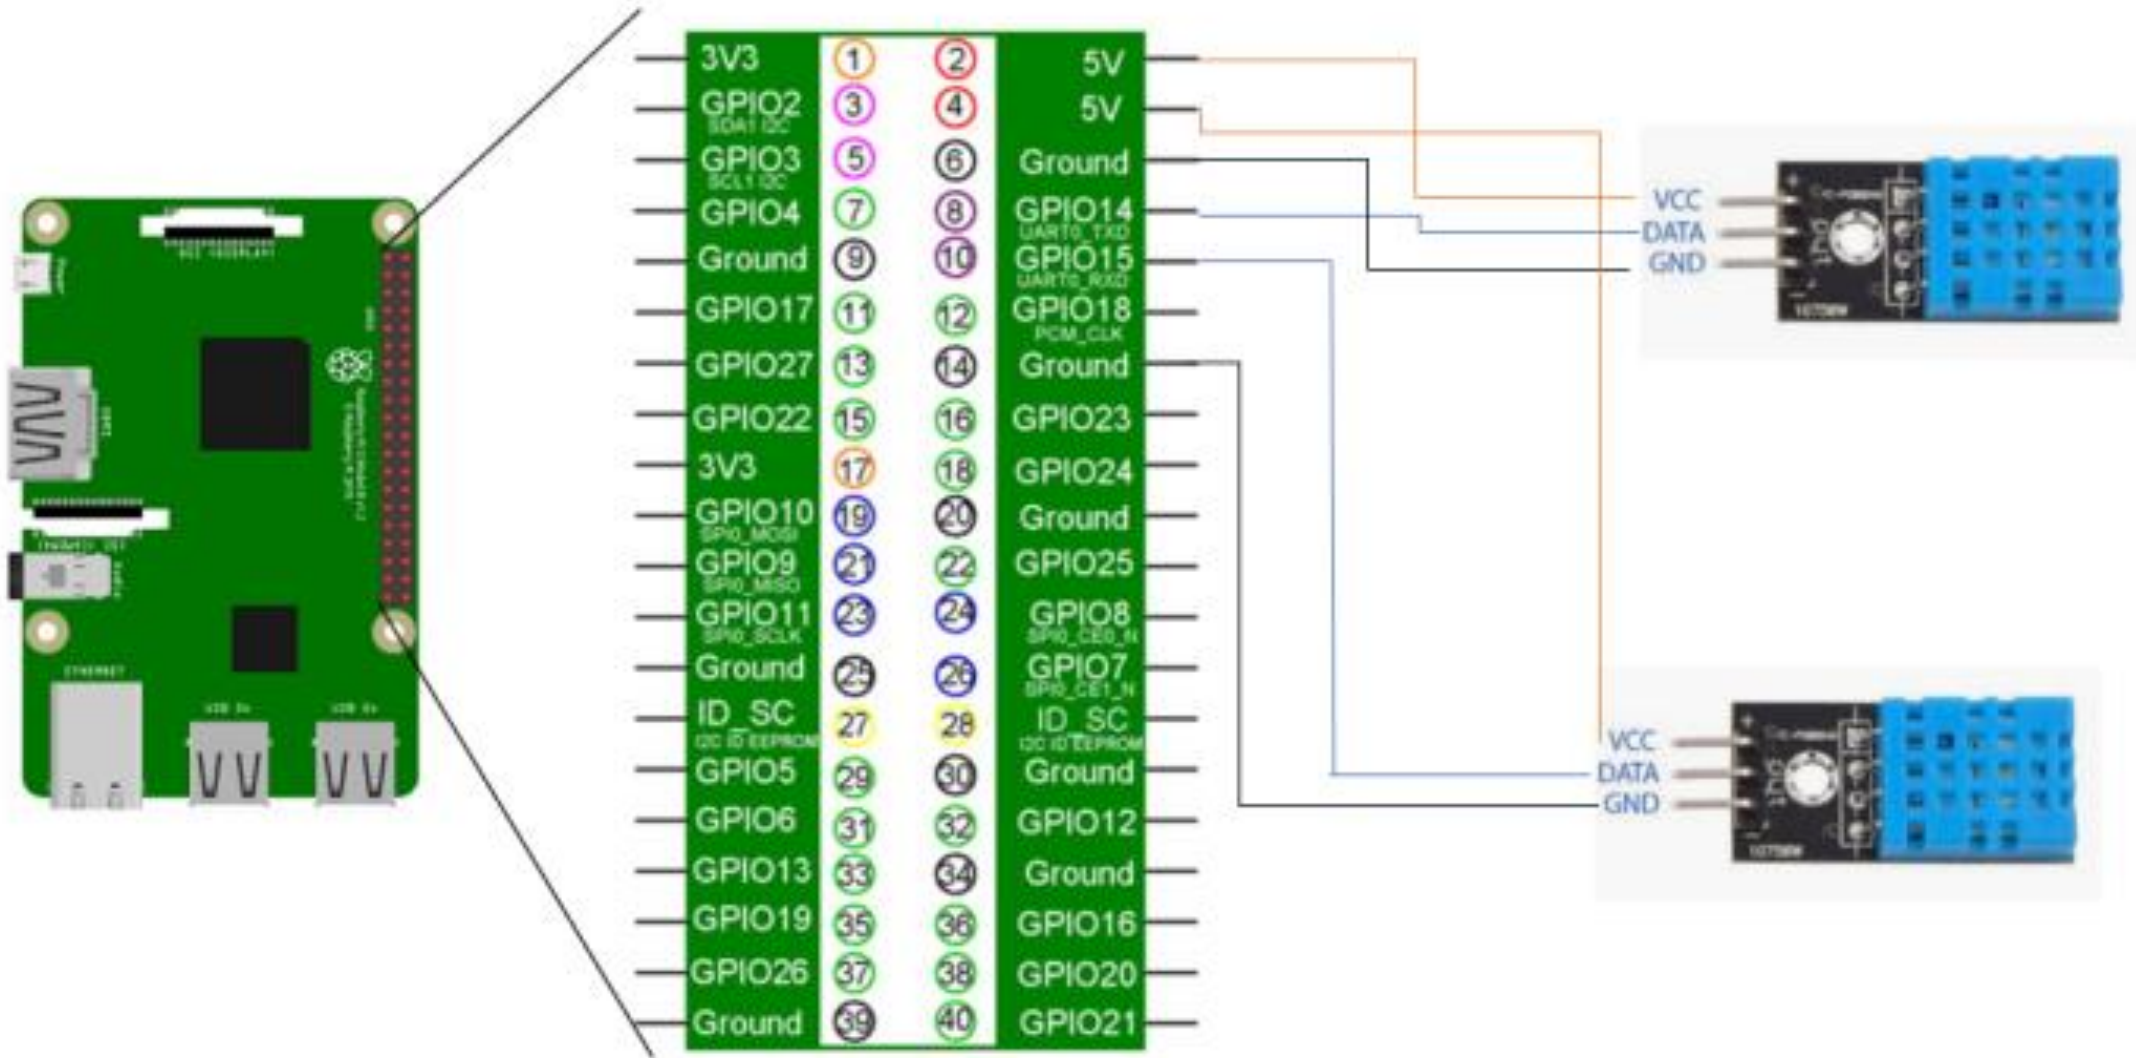 3V3 1 2 5V
GPIO2 3 4 5V
SDA1 I2C
GPIO3 5 6 Ground
SCL1 I2C
GPIO4 7 8 GPIO14
UART0_TXD
Ground 9 10 GPIO15
UART0_RXD
GPIO17 11 12 GPIO18
PCM_CLK
GPIO27 13 14 Ground
GPIO22 15 16 GPIO23
3V3 17 18 GPIO24
GPIO10 19 20 Ground
SPI0_MOSI
GPIO9 21 22 GPIO25
SPI0_MISO
GPIO11 23 24 GPIO8
SPI0_SCLK SPI0_CE0_N
Ground 25 26 GPIO7
SPI0_CE1_N
ID_SC 27 28 ID_SC
I2C ID EEPROM I2C ID EEPROM
GPIO5 29 30 Ground
GPIO6 31 32 GPIO12
GPIO13 33 34 Ground
GPIO19 35 36 GPIO16
GPIO26 37 38 GPIO20
Ground 39 40 GPIO21
VCC
DATA
GND
VCC
DATA
GND
ETHERNET
USB 2x
USB 2x